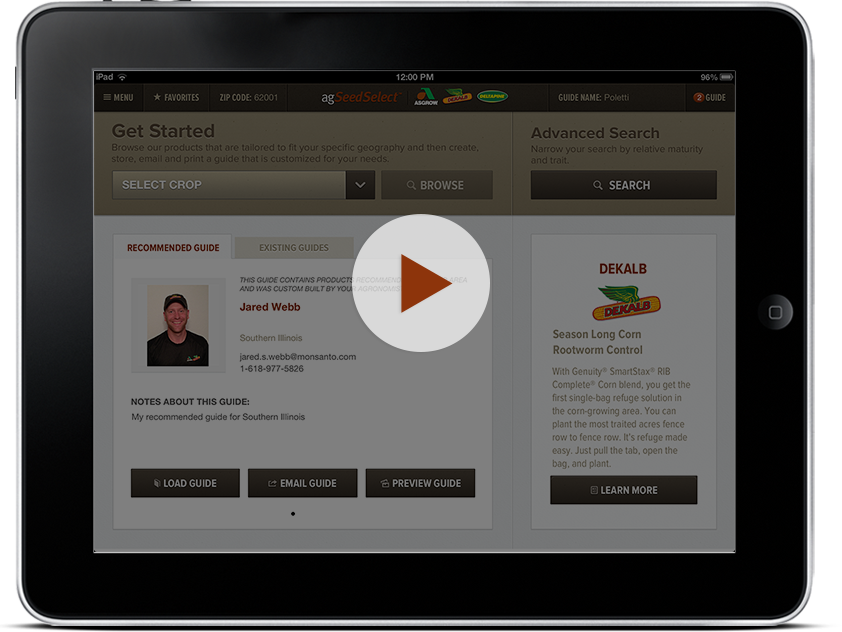 iPad 12:00 PM 96%
MENU FAVORITES ZIP CODE: 62001 agSeedSelect ASGROW DEKALB GUIDE NAME: Poletti 2 GUIDE
Get Started
Browse our products that are tailored to fit your specific geography and then create,
store, email and print a guide that is customized for your needs.
SELECT CROP
BROWSE
Advanced Search
Narrow your search by relative maturity
and trait.
SEARCH
RECOMMENDED GUIDE EXISTING GUIDES
THIS GUIDE CONTAINS PRODUCTS RECOMMEN AREA
AND WAS CUSTOM BUILT BY YOUR AGRONOMIS
Jared Webb
Southern Illinois
jared.s.webb@monsanto.com
1-618-977-5826
NOTES ABOUT THIS GUIDE:
My recommended guide for Southern Illinois
LOAD GUIDE EMAIL GUIDE PREVIEW GUIDE
DEKALB
DEKALB
Season Long Corn
Rootworm Control
With Genuity® SmartStax® RIB
Complete® Corn blend, you get the
first single-bag refuge solution in
the corn-growing area. You can
plant the most traited acres fence
row to fence row. It's refuge made
easy. Just pull the tab, open the
bag, and plant.
LEARN MORE